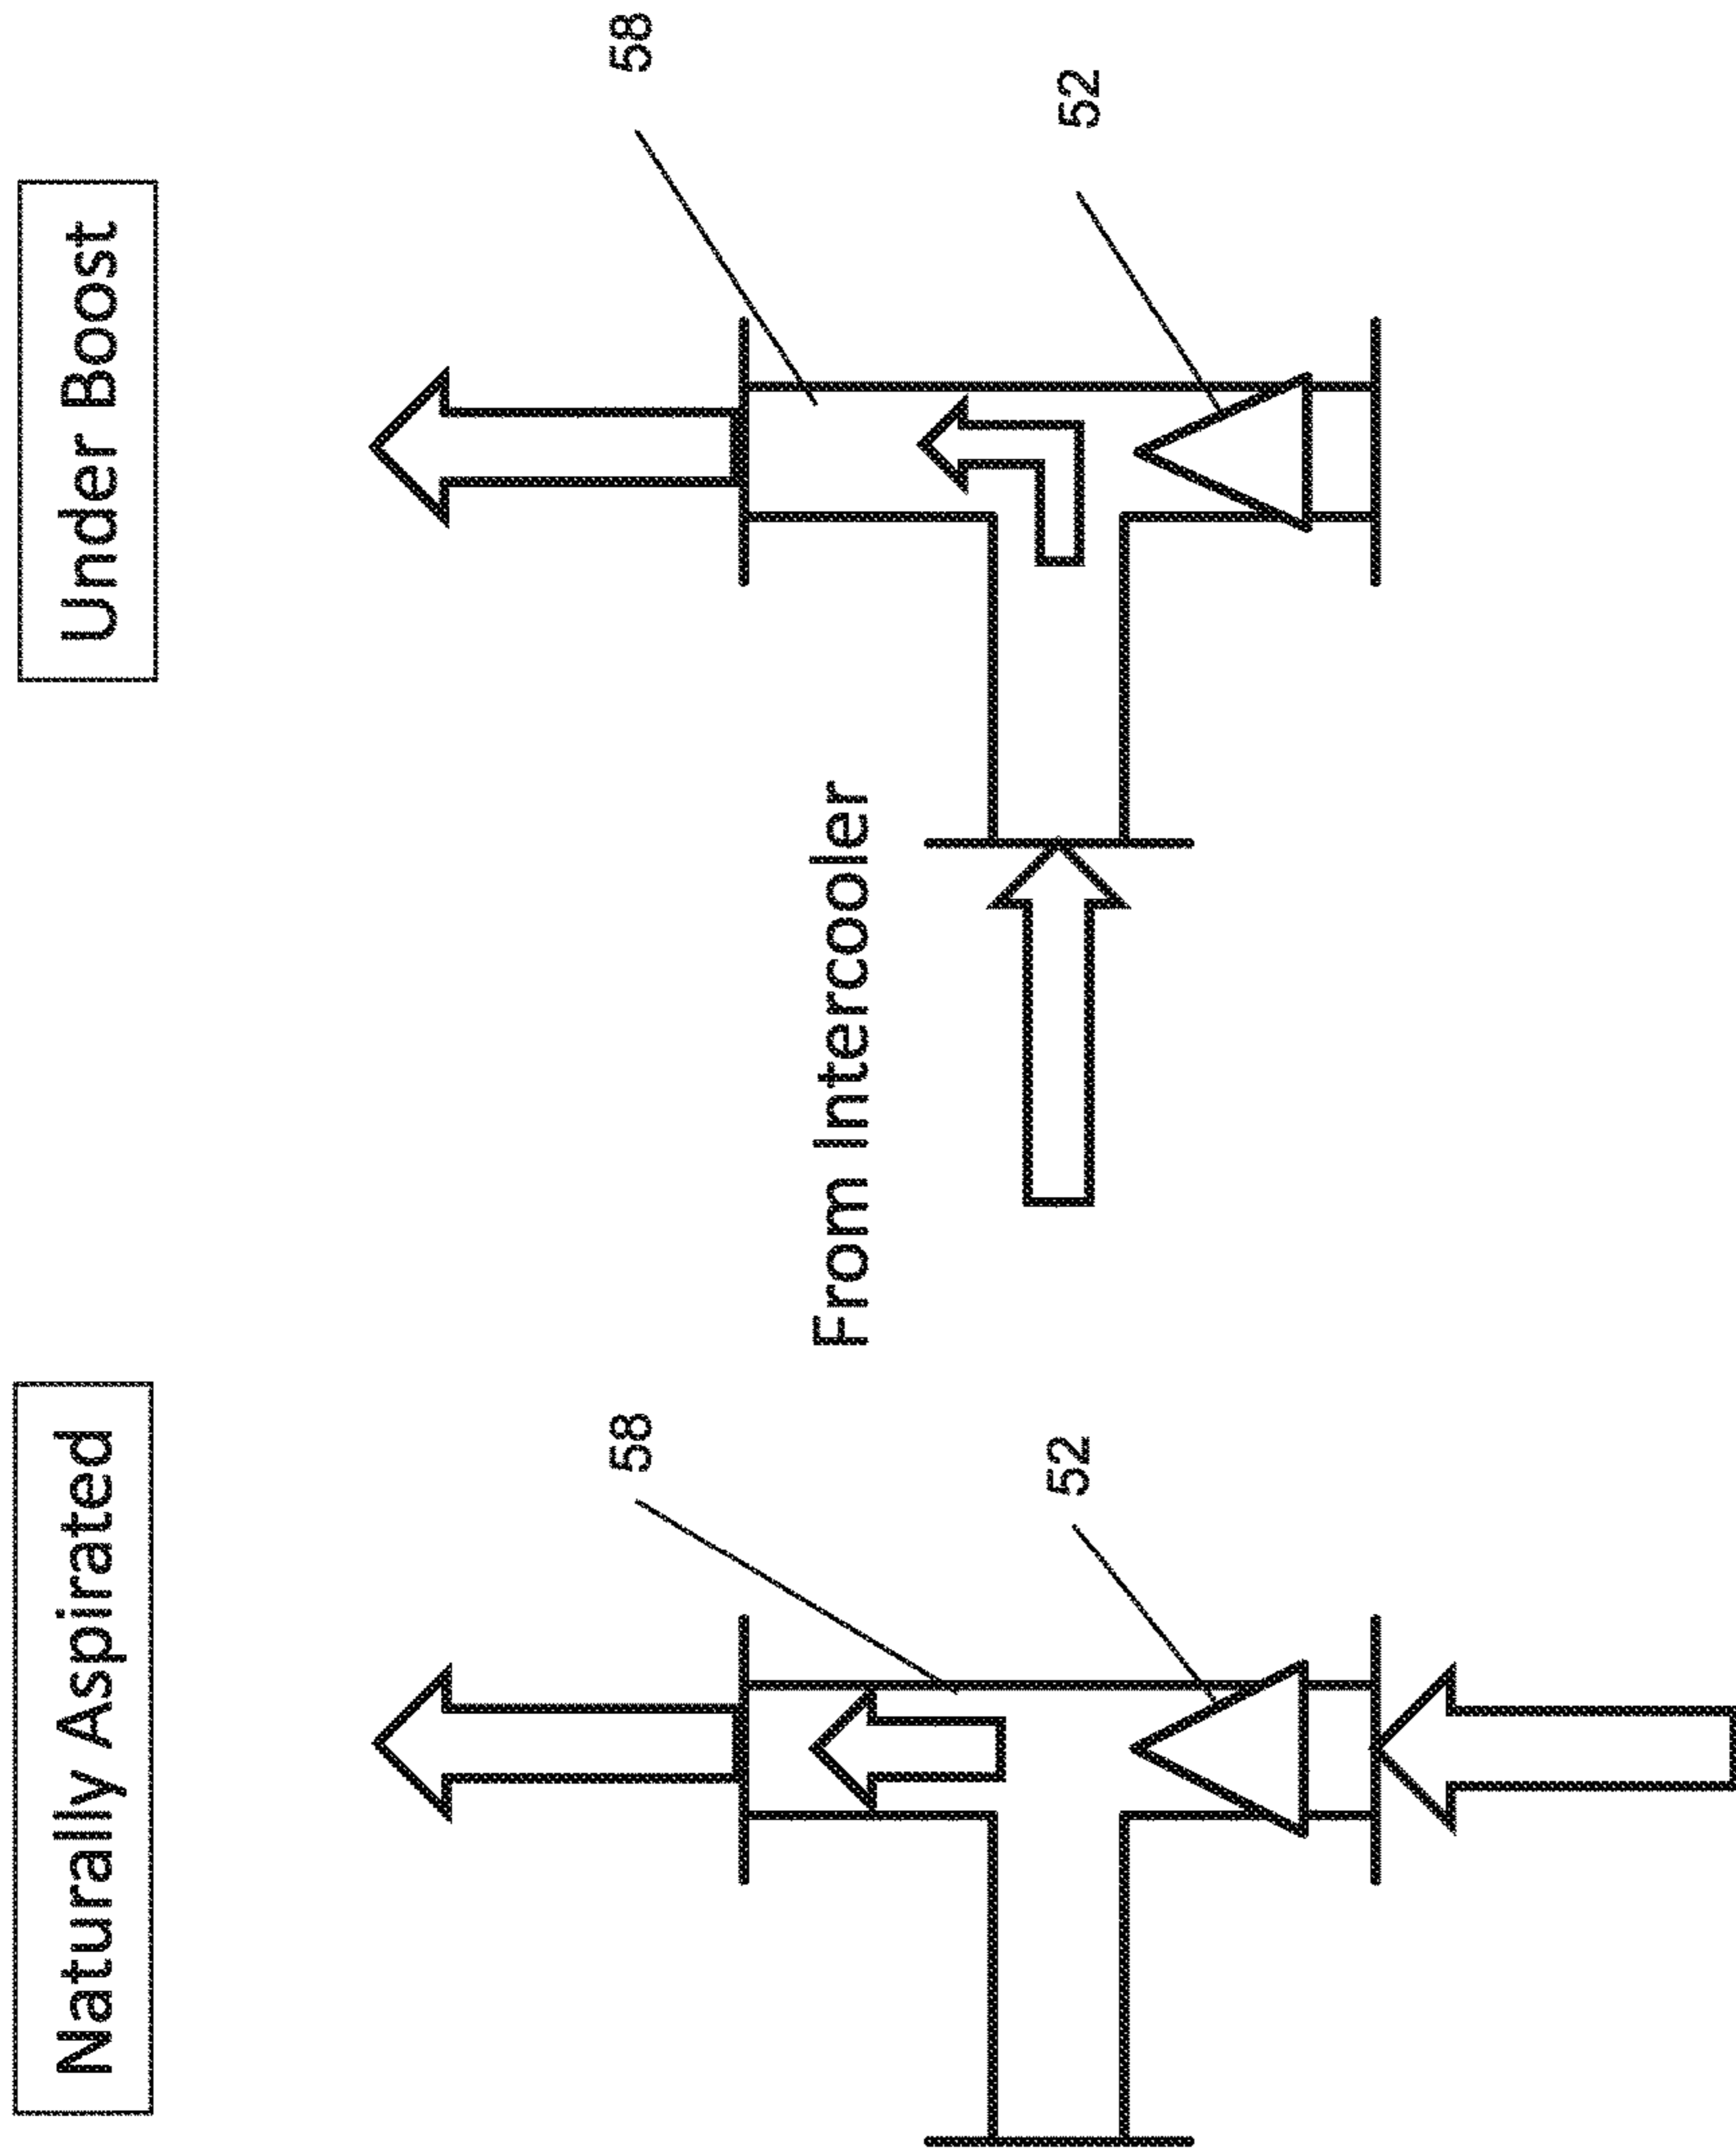 Naturally Aspirated
58
52
Under Boost
58
52
From Intercooler